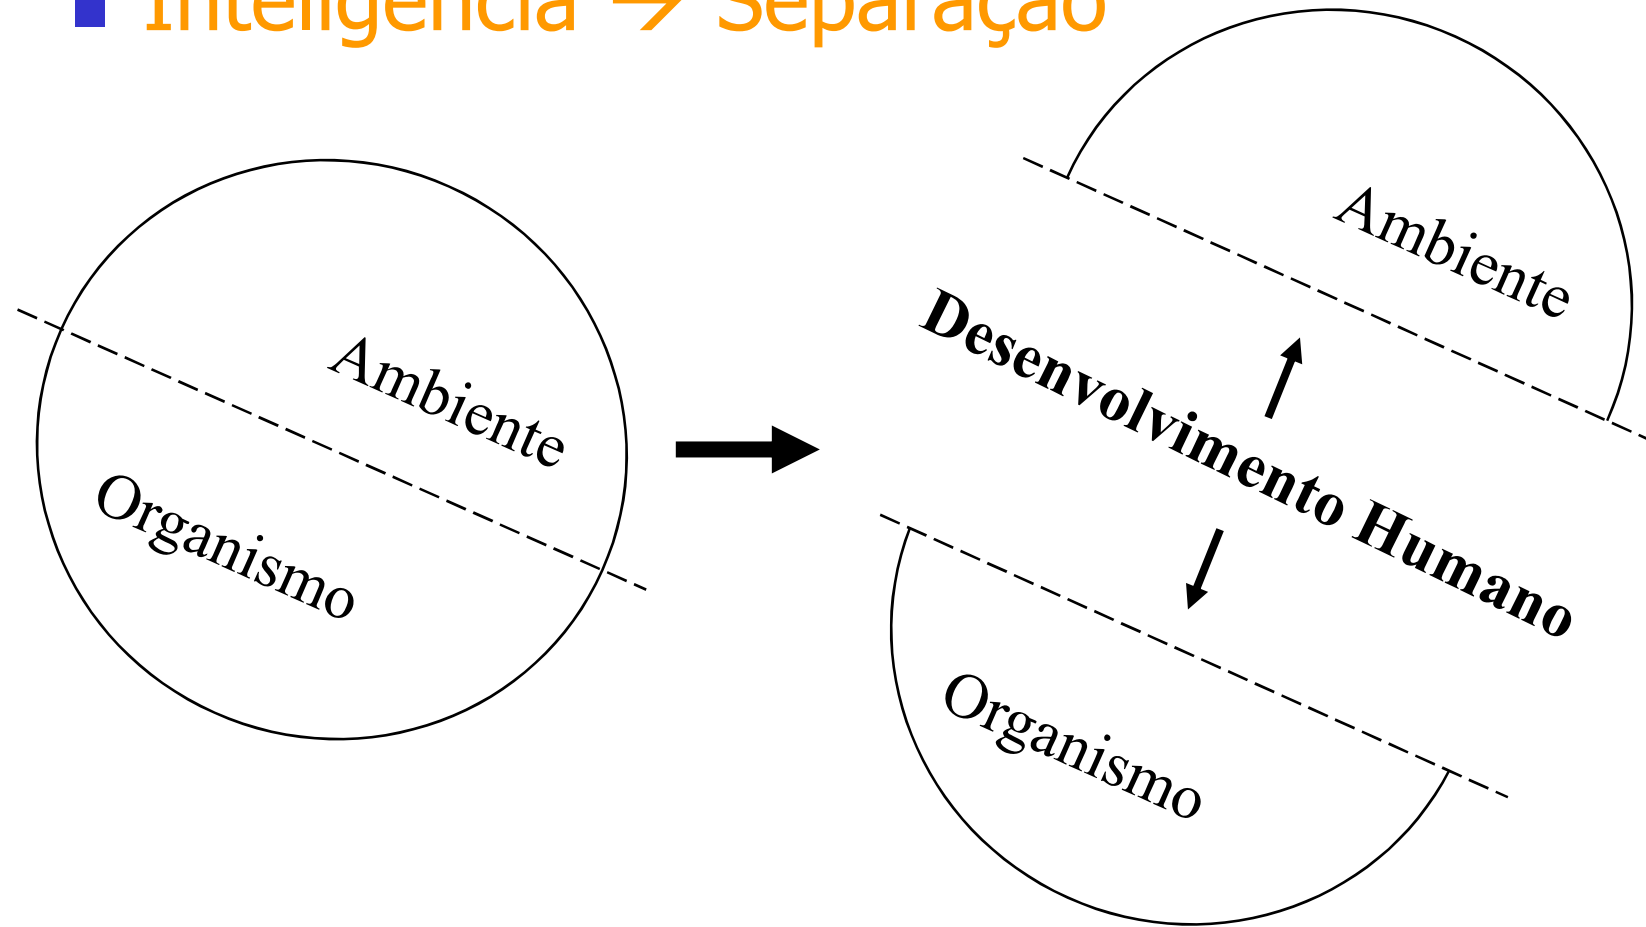 Inteligência → Separação
Ambiente
Organismo
Ambiente
Desenvolvimento Humano
Organismo